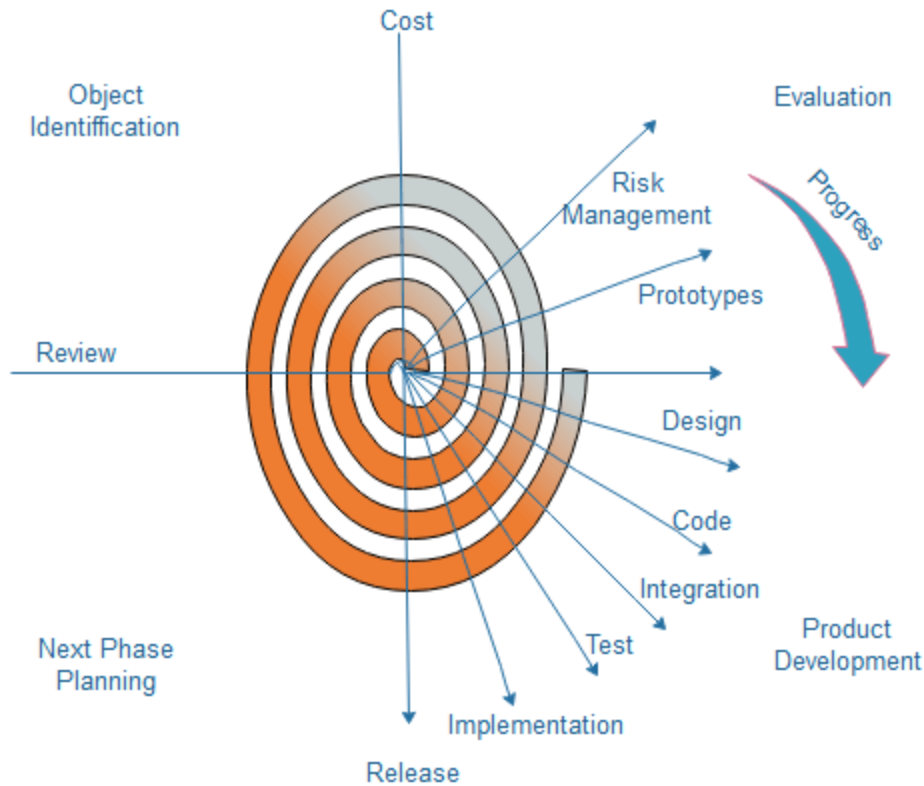 Cost
Object
Identiffication
Evaluation
Progress
Risk
Management
Prototypes
Review
Design
Code
Integration
Test
Product
Development
Next Phase
Planning
Implementation
Release